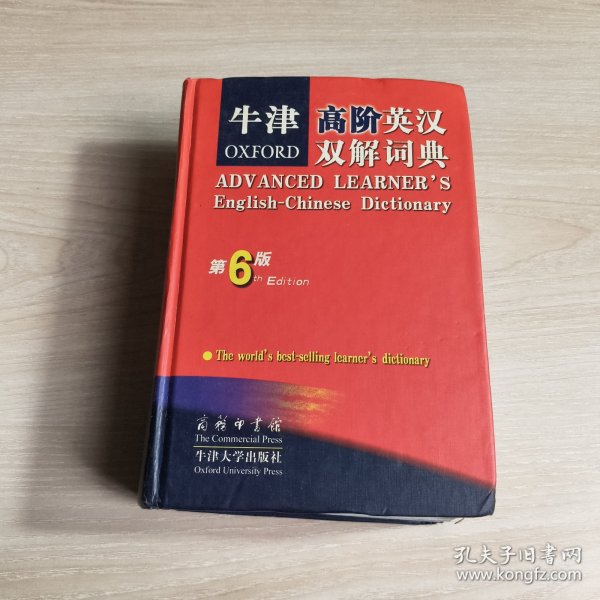 牛津 高阶英汉
OXFORD 双解词典
ADVANCED LEARNER'S
English-Chinese Dictionary
第6版
th Edition
The world's best-selling learner's dictionary
商务印书馆
The Commercial Press
牛津大学出版社
Oxford University Press
孔夫子旧书网
www.kongfz.com